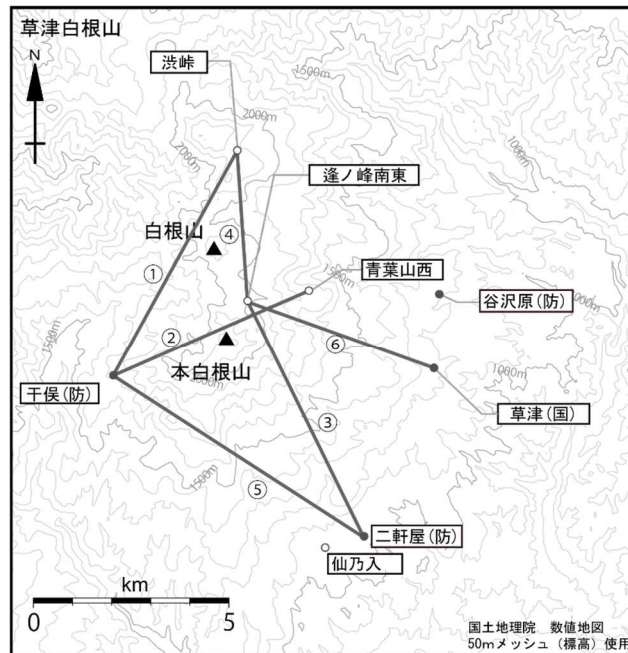 草津白根山
N
渋峠
1500m
2000m
1000m
2000m
逢ノ峰南東
白根山
④
青葉山西
①
1500m
谷沢原(防)
②
⑥
1500m
本白根山
1000m
干俣(防)
草津(国)
③
1500m
⑤
二軒屋(防)
仙乃入
km
0 5
国土地理院 数値地図
50mメッシュ(標高)使用